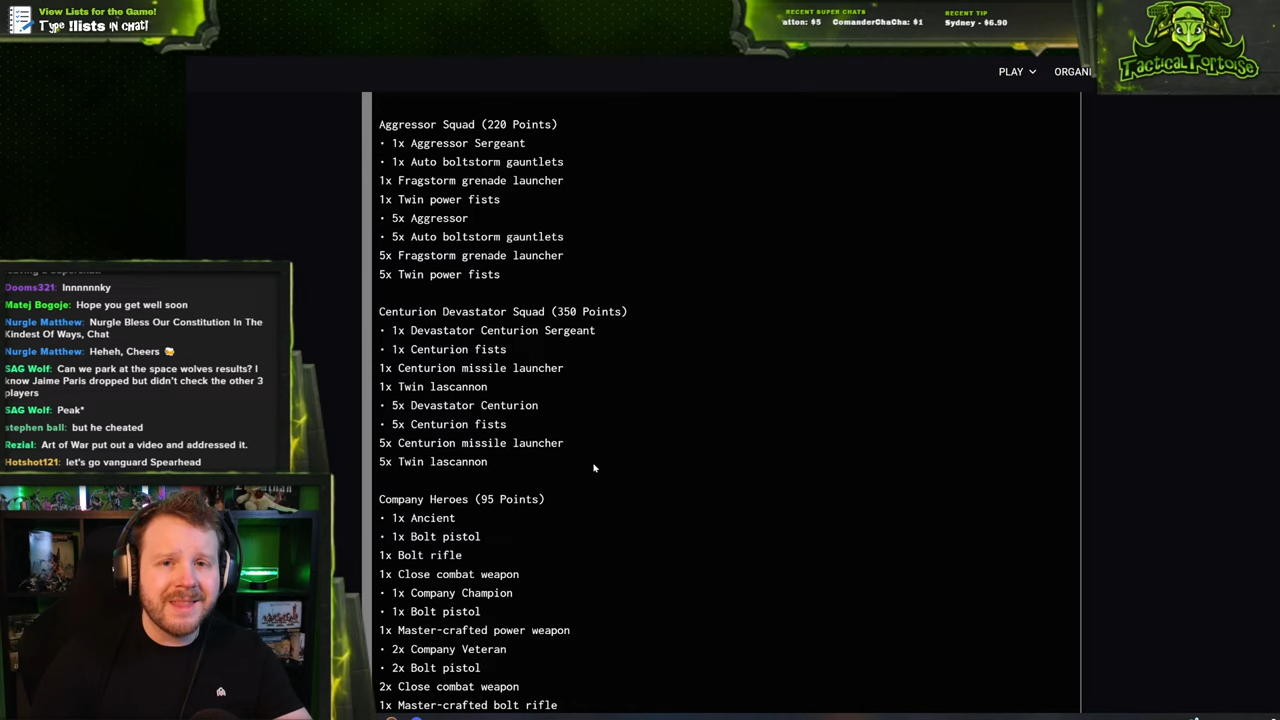 View Lists for the Game!
Type !lists in chat!
RECENT SUPER CHATS
atton: $5 ComanderChaCha: $1
RECENT TIP
Sydney - $6.90
TacticalTortoise
PLAY
ORGANI
Aggressor Squad (220 Points)
• 1x Aggressor Sergeant
• 1x Auto boltstorm gauntlets
1x Fragstorm grenade launcher
1x Twin power fists
• 5x Aggressor
• 5x Auto boltstorm gauntlets
5x Fragstorm grenade launcher
5x Twin power fists
Centurion Devastator Squad (350 Points)
• 1x Devastator Centurion Sergeant
• 1x Centurion fists
1x Centurion missile launcher
1x Twin lascannon
• 5x Devastator Centurion
• 5x Centurion fists
5x Centurion missile launcher
5x Twin lascannon
Company Heroes (95 Points)
• 1x Ancient
• 1x Bolt pistol
1x Bolt rifle
1x Close combat weapon
• 1x Company Champion
• 1x Bolt pistol
1x Master-crafted power weapon
• 2x Company Veteran
• 2x Bolt pistol
2x Close combat weapon
1x Master-crafted bolt rifle
Dooms321: Innnnnnky
Matej Bogoje: Hope you get well soon
Nurgle Matthew: Nurgle Bless Our Constitution In The
Kindest Of Ways, Chat
Nurgle Matthew: Heheh, Cheers 🍻
SAG Wolf: Can we park at the space wolves results? I
know Jaime Paris dropped but didn't check the other 3
players
SAG Wolf: Peak*
stephen ball: but he cheated
Rezial: Art of War put out a video and addressed it.
Hotshot121: let's go vanguard Spearhead